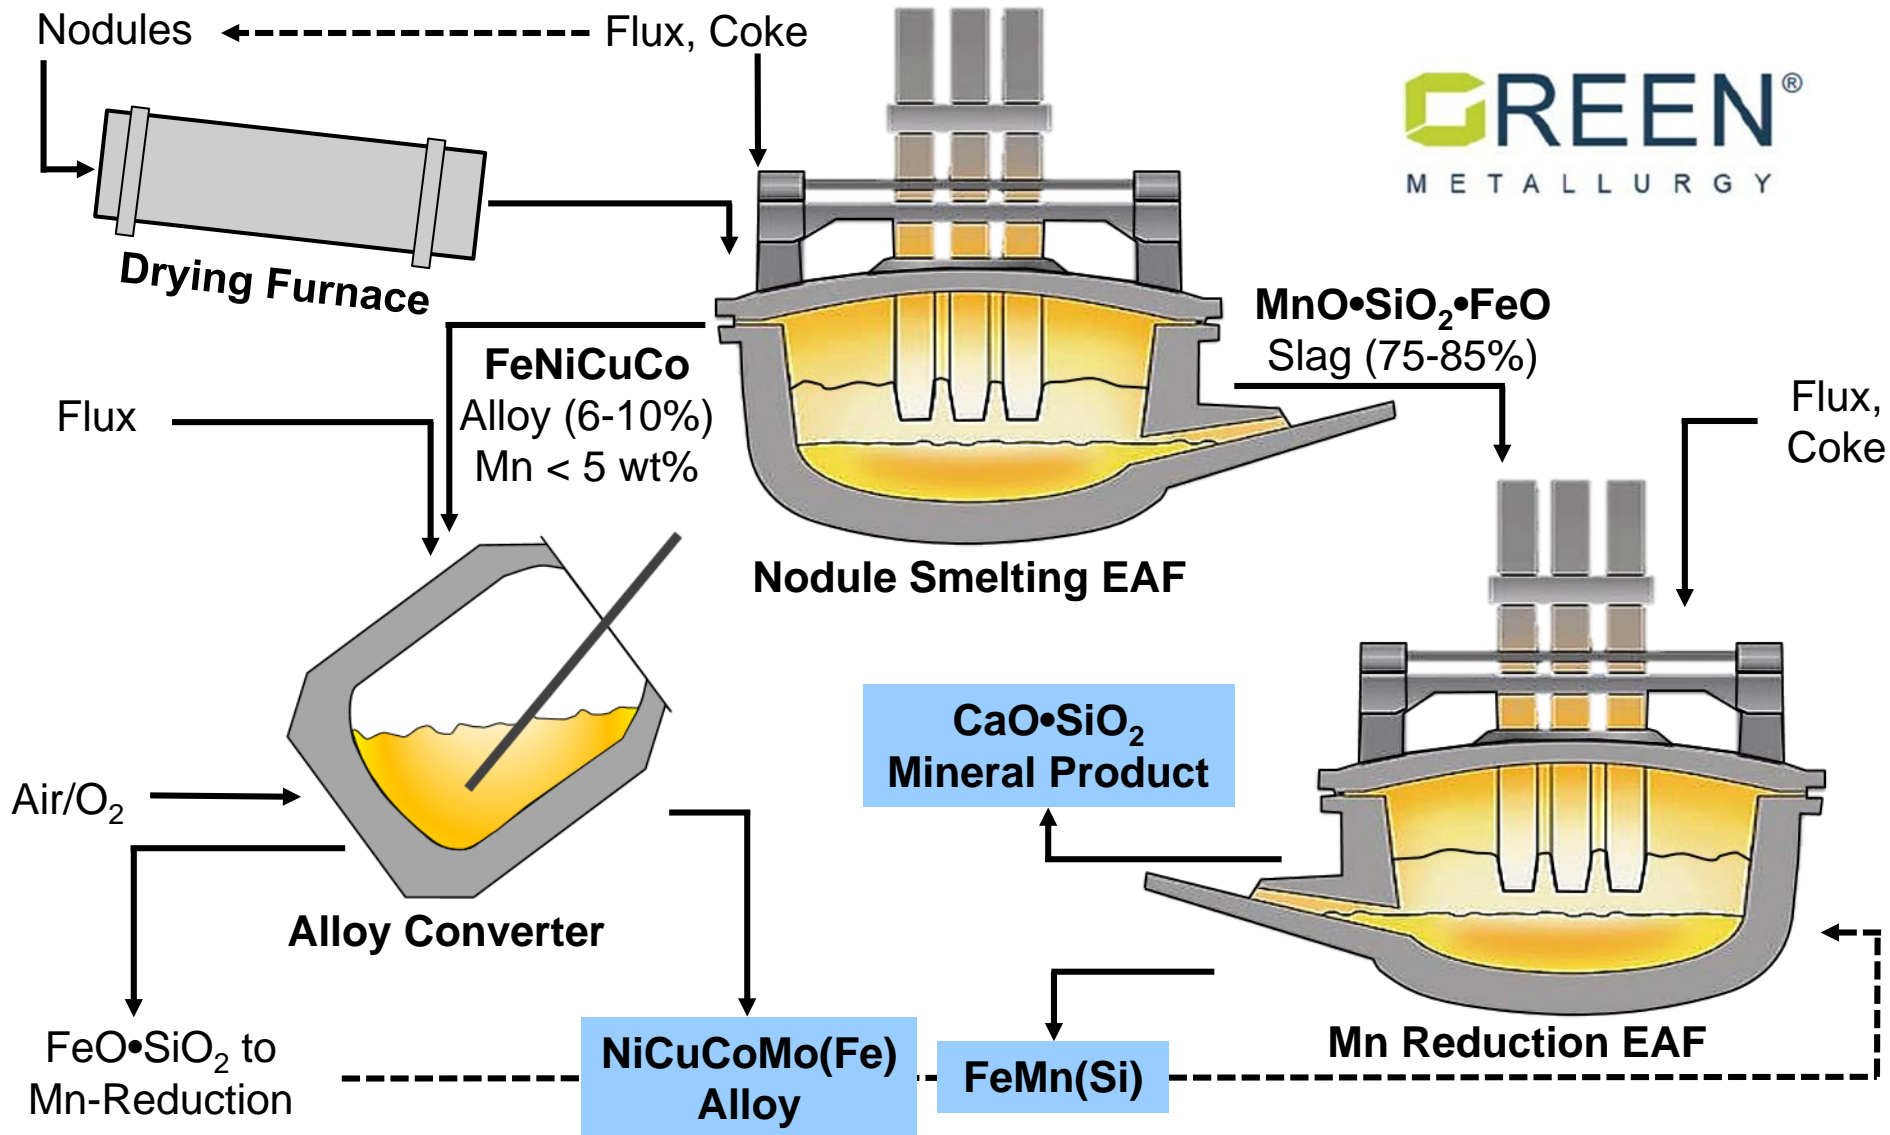 Nodules
Flux, Coke
GREEN®
METALLURGY
Drying Furnace
MnO•SiO₂•FeO
Slag (75-85%)
FeNiCuCo
Alloy (6-10%)
Mn < 5 wt%
Flux
Flux,
Coke
Nodule Smelting EAF
CaO•SiO₂
Mineral Product
Air/O₂
Alloy Converter
FeO•SiO₂ to
Mn-Reduction
NiCuCoMo(Fe)
Alloy
FeMn(Si)
Mn Reduction EAF